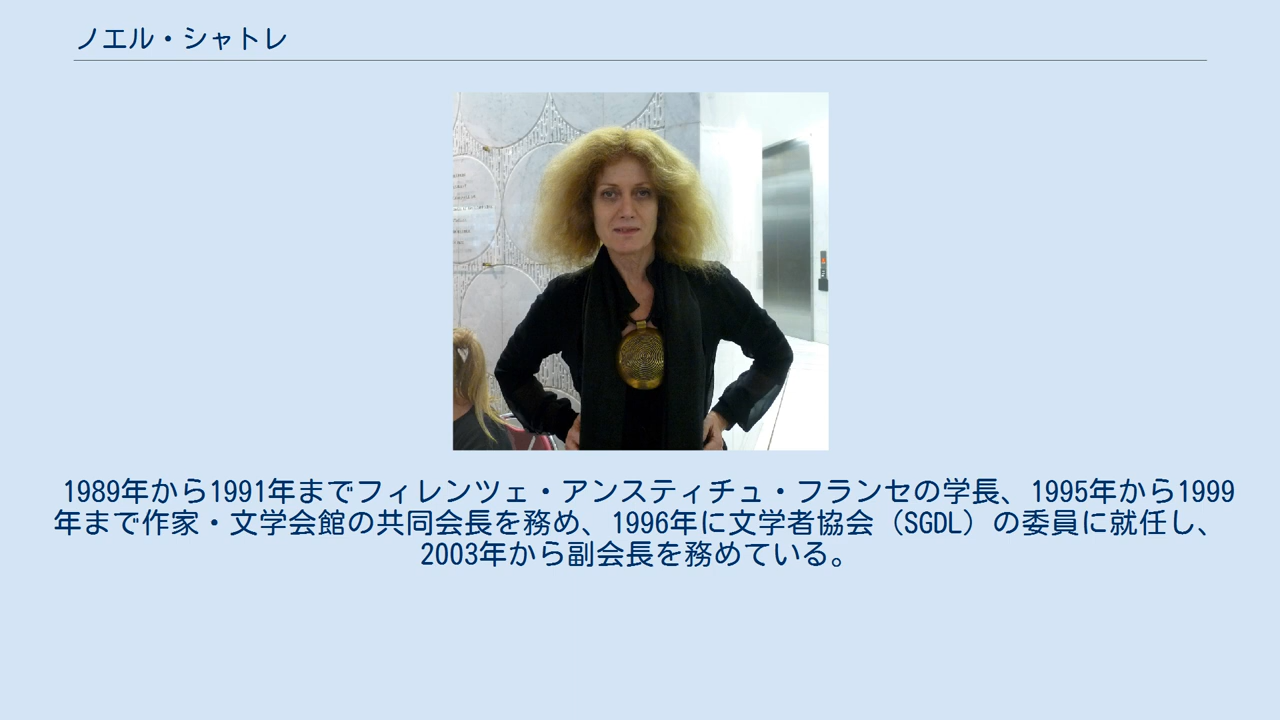 ノエル・シャトレ
1989年から1991年までフィレンツェ・アンスティチュ・フランセの学長、1995年から1999
年まで作家・文学会館の共同会長を務め、1996年に文学者協会（SGDL）の委員に就任し、
2003年から副会長を務めている。